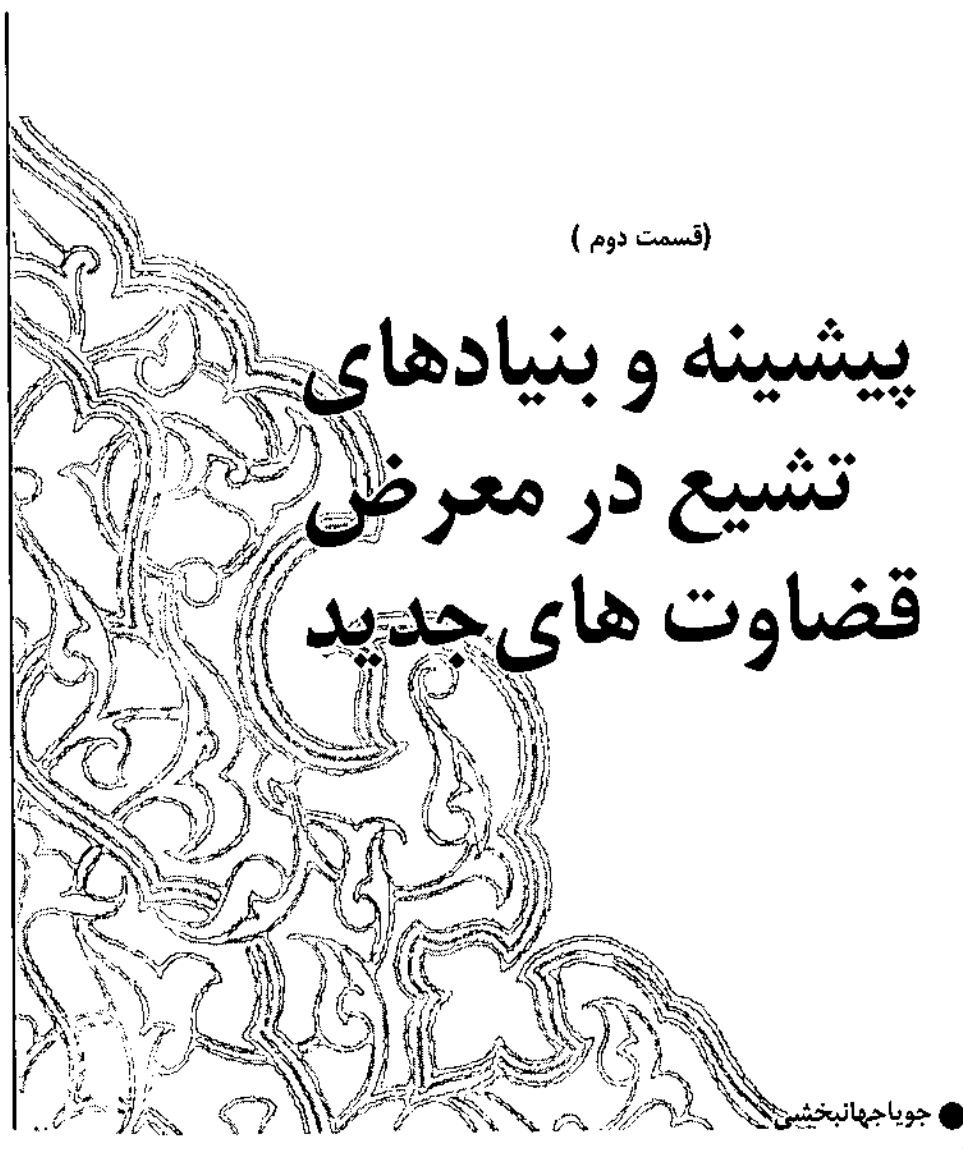 (قسمت دوم )
پیشینه و بنیادهای
تشیع در معرض
قضاوت های جدید
● جویا جهانبخش